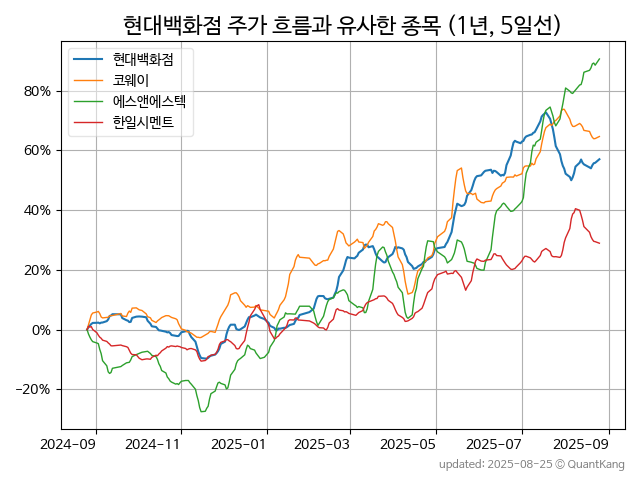 현대백화점 주가 흐름과 유사한 종목 (1년, 5일선)
현대백화점
코웨이
에스앤에스텍
한일시멘트
80%
60%
40%
20%
0%
−20%
2024−09
2024−11
2025−01
2025−03
2025−05
2025−07
2025−09
updated: 2025-08-25 © QuantKang